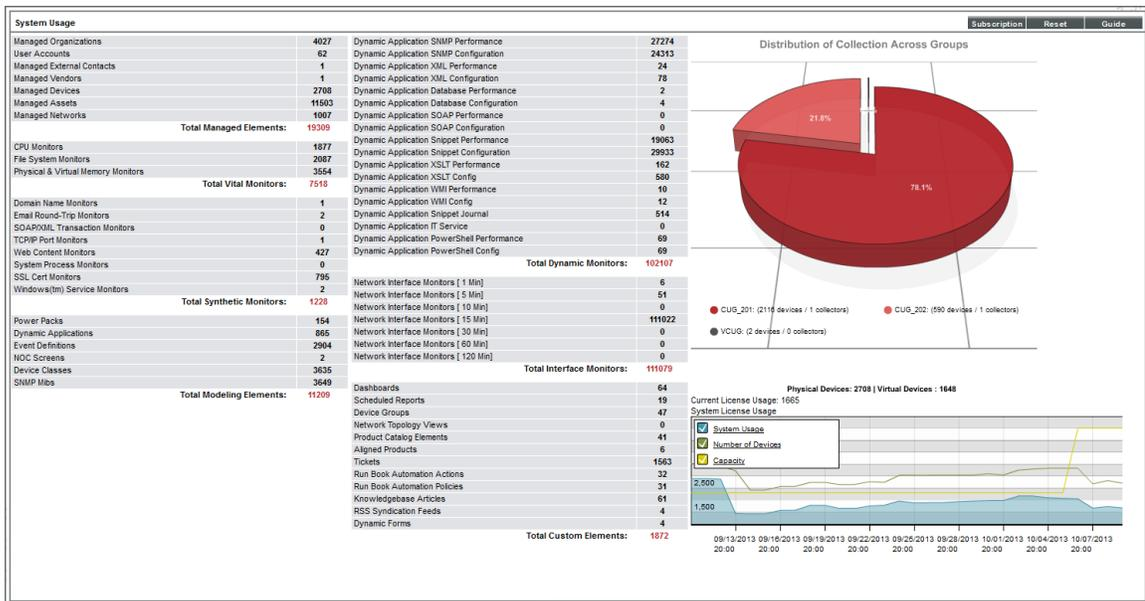 System Usage
Subscription Reset Guide
Managed Organizations 4027
User Accounts 62
Managed External Contacts 1
Managed Vendors 1
Managed Devices 2708
Managed Assets 11503
Managed Networks 1007
Total Managed Elements: 19309
CPU Monitors 1877
File System Monitors 2087
Physical & Virtual Memory Monitors 3554
Total Vital Monitors: 7518
Domain Name Monitors 1
Email Round-Trip Monitors 2
SOAP/XML Transaction Monitors 0
TCP/IP Port Monitors 1
Web Content Monitors 427
System Process Monitors 0
SSL Cert Monitors 795
Windows(tm) Service Monitors 2
Total Synthetic Monitors: 1228
Power Packs 154
Dynamic Applications 865
Event Definitions 2904
NOC Screens 2
Device Classes 3635
SNMP Mibs 3649
Total Modeling Elements: 11209
Dynamic Application SNMP Performance 27274
Dynamic Application SNMP Configuration 24313
Dynamic Application XML Performance 24
Dynamic Application XML Configuration 78
Dynamic Application Database Performance 2
Dynamic Application Database Configuration 4
Dynamic Application SOAP Performance 0
Dynamic Application SOAP Configuration 0
Dynamic Application Snippet Performance 19063
Dynamic Application Snippet Configuration 29933
Dynamic Application XSLT Performance 162
Dynamic Application XSLT Config 580
Dynamic Application WMI Performance 10
Dynamic Application WMI Config 12
Dynamic Application Snippet Journal 514
Dynamic Application IT Service 0
Dynamic Application PowerShell Performance 69
Dynamic Application PowerShell Config 69
Total Dynamic Monitors: 102107
Network Interface Monitors [ 1 Min] 6
Network Interface Monitors [ 5 Min] 51
Network Interface Monitors [ 10 Min] 0
Network Interface Monitors [ 15 Min] 111022
Network Interface Monitors [ 30 Min] 0
Network Interface Monitors [ 60 Min] 0
Network Interface Monitors [ 120 Min] 0
Total Interface Monitors: 111079
Dashboards 64
Scheduled Reports 19
Device Groups 47
Network Topology Views 0
Product Catalog Elements 41
Aligned Products 6
Tickets 1563
Run Book Automation Actions 32
Run Book Automation Policies 31
Knowledgebase Articles 61
RSS Syndication Feeds 4
Dynamic Forms 4
Total Custom Elements: 1872
Distribution of Collection Across Groups
21.8%
78.1%
CUG_201: (2116 devices / 1 collectors) CUG_202: (590 devices / 1 collectors)
VCUG: (2 devices / 0 collectors)
Physical Devices: 2708 | Virtual Devices : 1648
Current License Usage: 1665
System License Usage
System Usage
Number of Devices
Capacity
2,500
1,500
09/13/2013 09/16/2013 09/19/2013 09/22/2013 09/25/2013 09/28/2013 10/01/2013 10/04/2013 10/07/2013
20:00 20:00 20:00 20:00 20:00 20:00 20:00 20:00 20:00